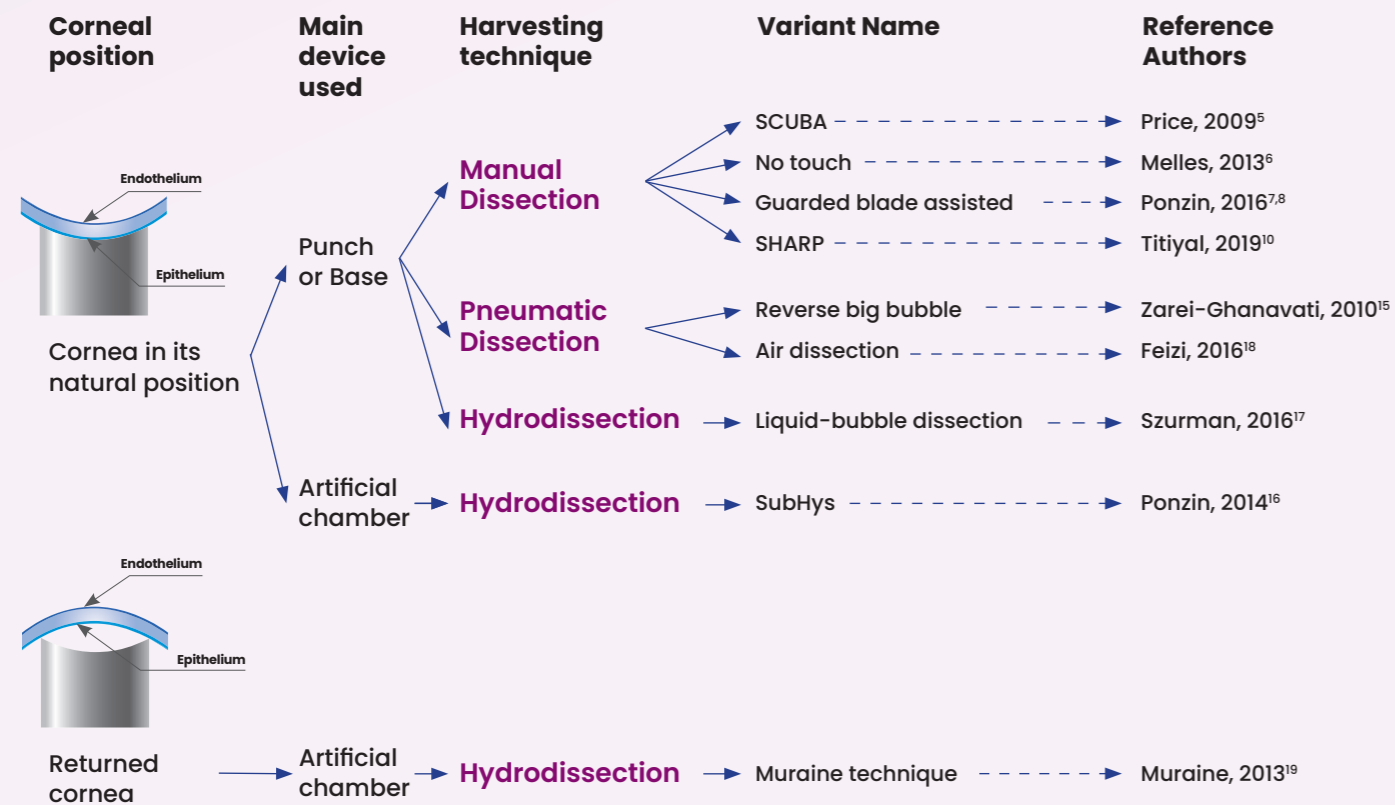 Corneal
position
Main
device
used
Harvesting
technique
Variant Name
Reference
Authors
Endothelium
Epithelium
Cornea in its
natural position
Punch
or Base
Manual
Dissection
SCUBA
Price, 2009⁵
No touch
Melles, 2013⁶
Guarded blade assisted
Ponzin, 2016⁷,⁸
SHARP
Titiyal, 2019¹⁰
Pneumatic
Dissection
Reverse big bubble
Zarei-Ghanavati, 2010¹⁵
Air dissection
Feizi, 2016¹⁸
Hydrodissection
Liquid-bubble dissection
Szurman, 2016¹⁷
Artificial
chamber
Hydrodissection
SubHys
Ponzin, 2014¹⁶
Endothelium
Epithelium
Returned
cornea
Artificial
chamber
Hydrodissection
Muraine technique
Muraine, 2013¹⁹